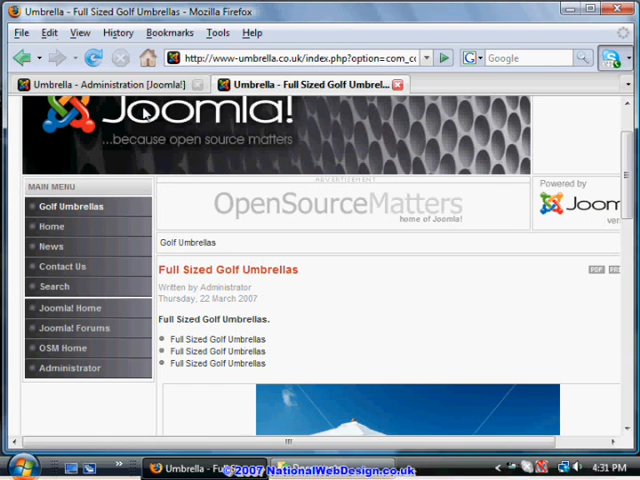 Umbrella - Full Sized Golf Umbrellas - Mozilla Firefox
File Edit View History Bookmarks Tools Help
http://www-umbrella.co.uk/index.php?option=com_cc
G Google
Umbrella - Administration [Joomla!]
Umbrella - Full Sized Golf Umbrel...
Joomla!
...because open source matters
MAIN MENU
Golf Umbrellas
Home
News
Contact Us
Search
Joomla! Home
Joomla! Forums
OSM Home
Administrator
ADVERTISEMENT
OpenSourceMatters
home of Joomla!
Powered by
Joom
ver
Golf Umbrellas
Full Sized Golf Umbrellas
PDF PRI
Written by Administrator
Thursday, 22 March 2007
Full Sized Golf Umbrellas.
Full Sized Golf Umbrellas
Full Sized Golf Umbrellas
Full Sized Golf Umbrellas
Umbrella - Fu
© 2007 NationalWebDesign.co.uk
4:31 PM